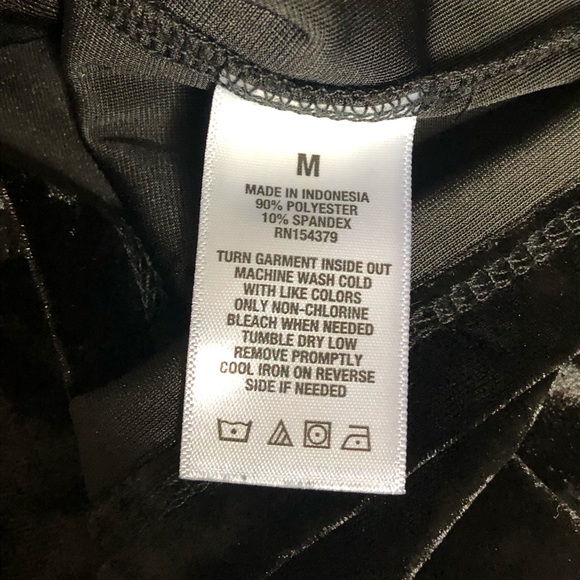 M
MADE IN INDONESIA
90% POLYESTER
10% SPANDEX
RN154379
TURN GARMENT INSIDE OUT
MACHINE WASH COLD
WITH LIKE COLORS
ONLY NON-CHLORINE
BLEACH WHEN NEEDED
TUMBLE DRY LOW
REMOVE PROMPTLY
COOL IRON ON REVERSE
SIDE IF NEEDED